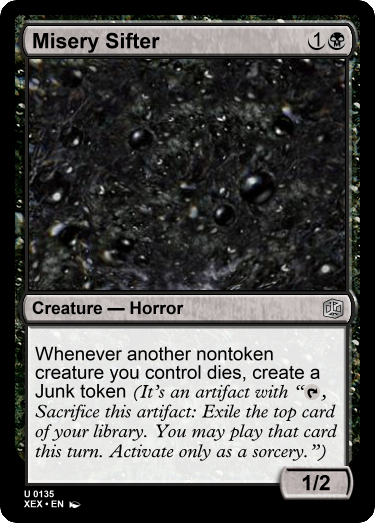 Misery Sifter 1
Creature — Horror
Whenever another nontoken
creature you control dies, create a
Junk token (It's an artifact with “,
Sacrifice this artifact: Exile the top card
of your library. You may play that card
this turn. Activate only as a sorcery.”)
1/2
U 0135
XEX • EN